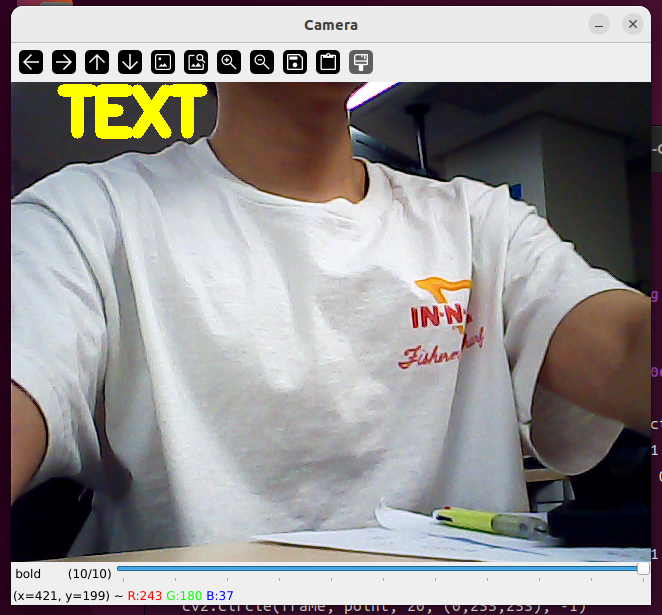 Camera
TEXT
IN-N-
Fisherm
bold (10/10)
(x=421, y=199) ~ R:243 G:180 B:37
cv2.circle(frame, point, 20, (0,255,255), -1)